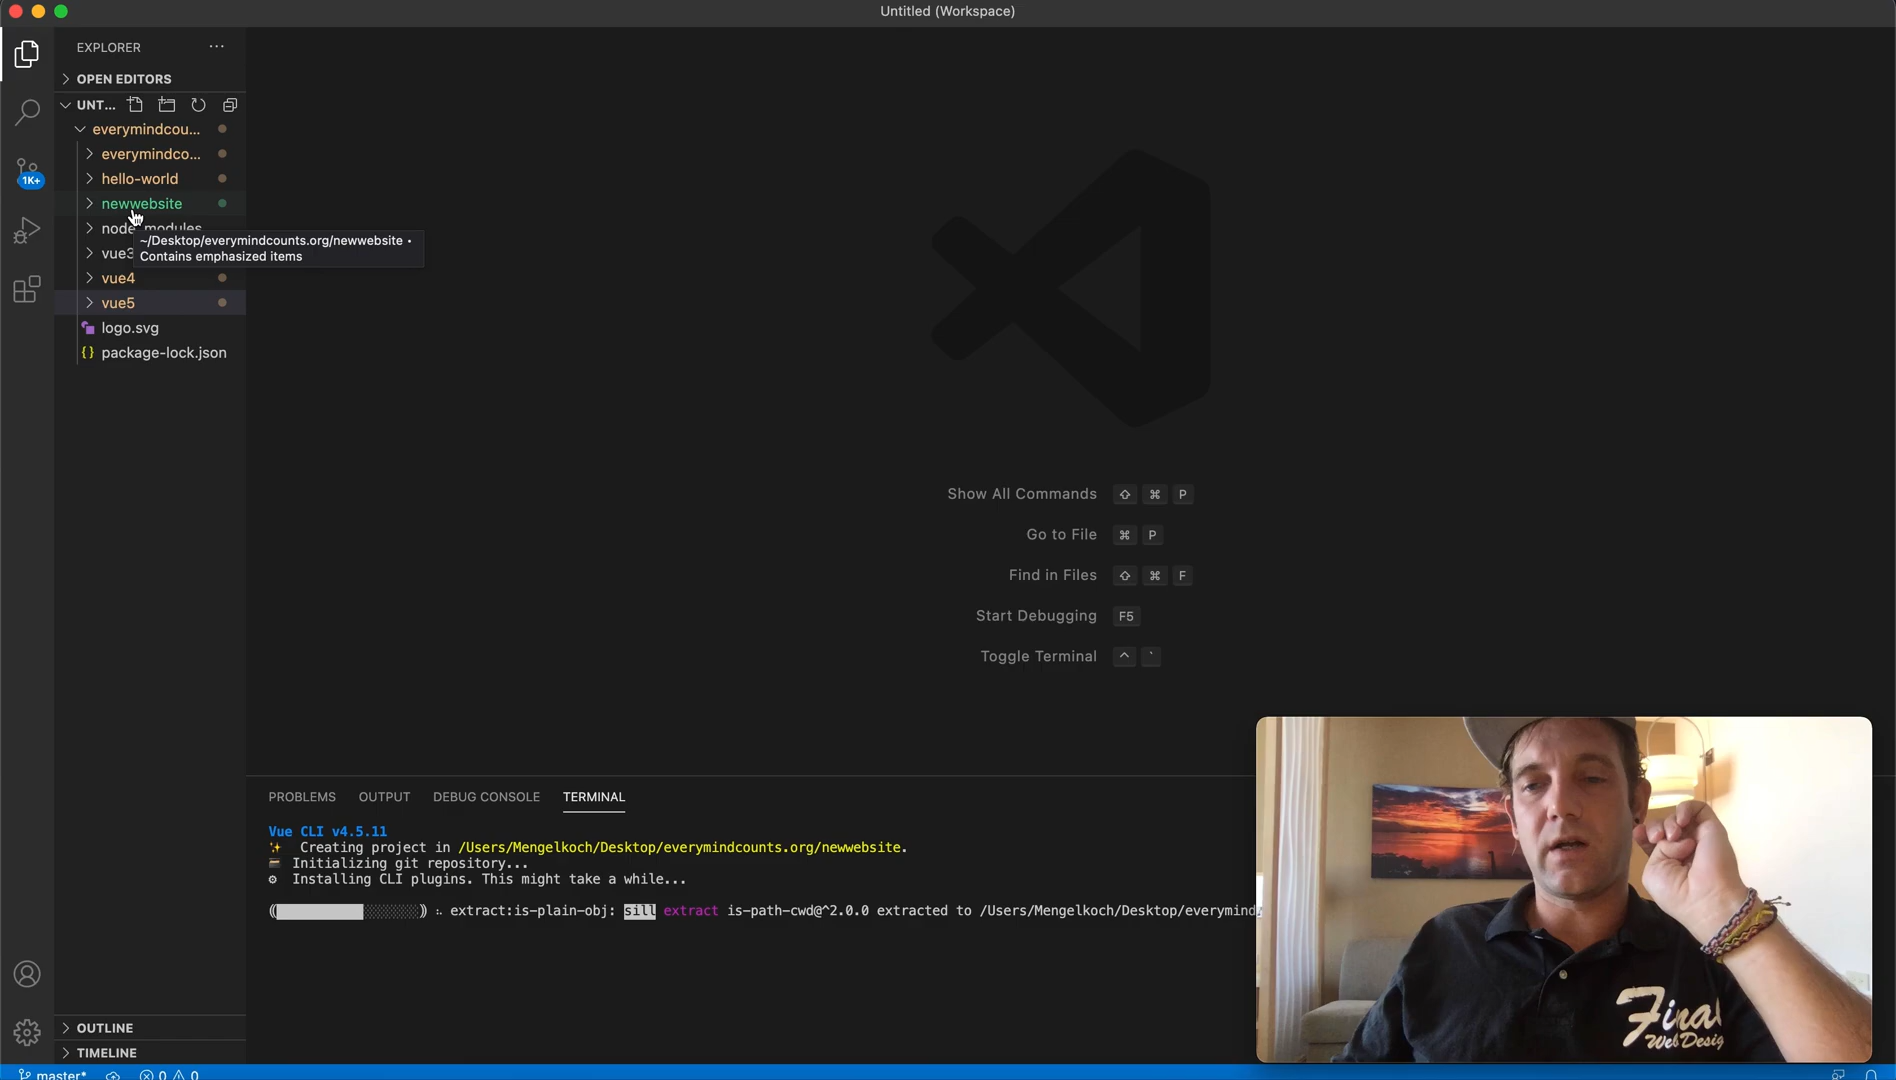 Untitled (Workspace)
EXPLORER
OPEN EDITORS
UNT...
everymindcou...
everymindco...
hello-world
newwebsite
node_modules
~/Desktop/everymindcounts.org/newwebsite •
Contains emphasized items
vue3
vue4
vue5
logo.svg
{} package-lock.json
1K+
Show All Commands ⇧ ⌘ P
Go to File ⌘ P
Find in Files ⇧ ⌘ F
Start Debugging F5
Toggle Terminal ^ `
PROBLEMS OUTPUT DEBUG CONSOLE TERMINAL
Vue CLI v4.5.11
✨ Creating project in /Users/Mengelkoch/Desktop/everymindcounts.org/newwebsite.
Initializing git repository...
⚙ Installing CLI plugins. This might take a while...
extract:is-plain-obj: sill extract is-path-cwd@^2.0.0 extracted to /Users/Mengelkoch/Desktop/everymind
Final
Web Design
OUTLINE
TIMELINE
master* 0 0